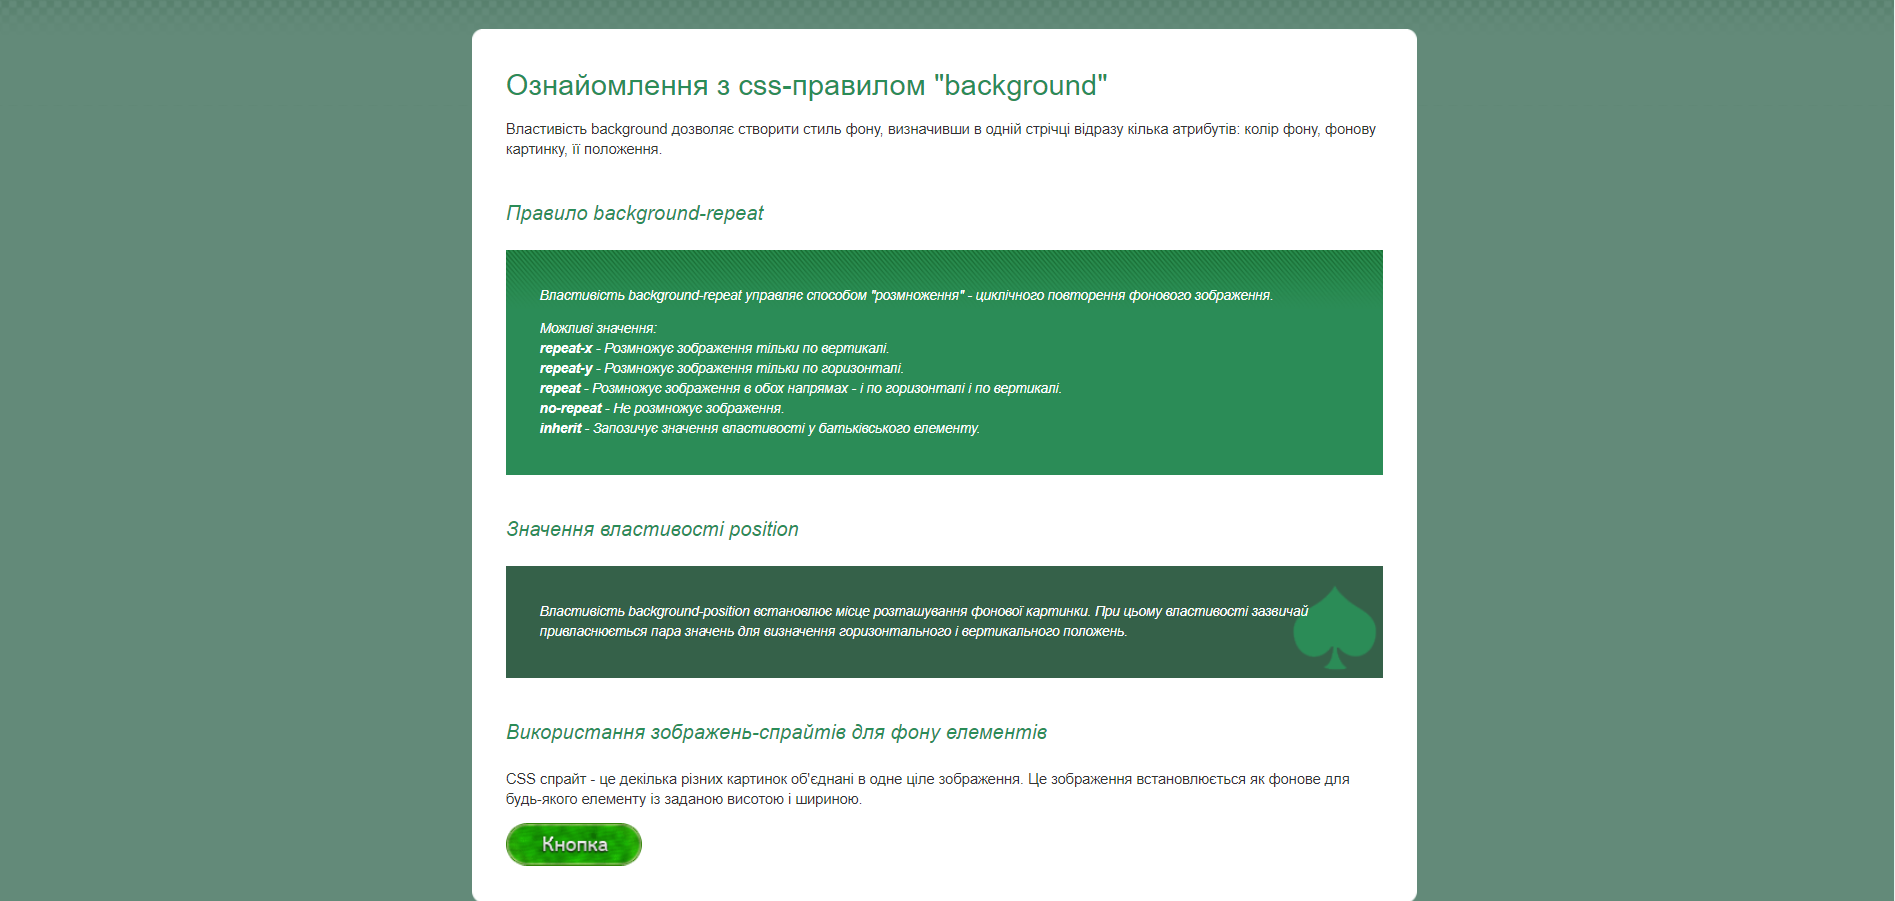 Ознайомлення з css-правилом "background"
Властивість background дозволяє створити стиль фону, визначивши в одній стрічці відразу кілька атрибутів: колір фону, фонову
картинку, її положення.
Правило background-repeat
Властивість background-repeat управляє способом "розмноження" - циклічного повторення фонового зображення.
Можливі значення:
repeat-x - Розмножує зображення тільки по вертикалі.
repeat-y - Розмножує зображення тільки по горизонталі.
repeat - Розмножує зображення в обох напрямах - і по горизонталі і по вертикалі.
no-repeat - Не розмножує зображення.
inherit - Запозичує значення властивості у батьківського елементу.
Значення властивості position
Властивість background-position встановлює місце розташування фонової картинки. При цьому властивості зазвичай
привласнюється пара значень для визначення горизонтального і вертикального положень.
Використання зображень-спрайтів для фону елементів
CSS спрайт - це декілька різних картинок об'єднані в одне ціле зображення. Це зображення встановлюється як фонове для
будь-якого елементу із заданою висотою і шириною.
Кнопка